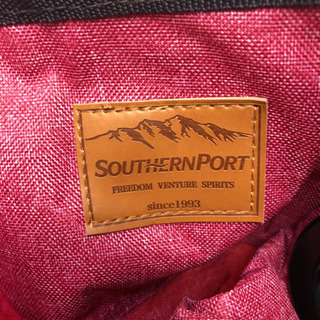 SOUTHERNPORT
FREEDOM VENTURE SPIRITS
since1993